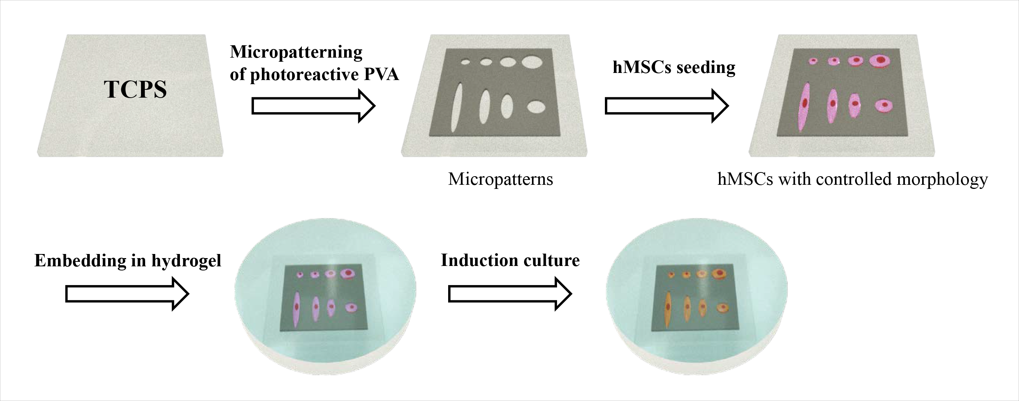 TCPS
Micropatterning
of photoreactive PVA
hMSCs seeding
Micropatterns
hMSCs with controlled morphology
Embedding in hydrogel
Induction culture